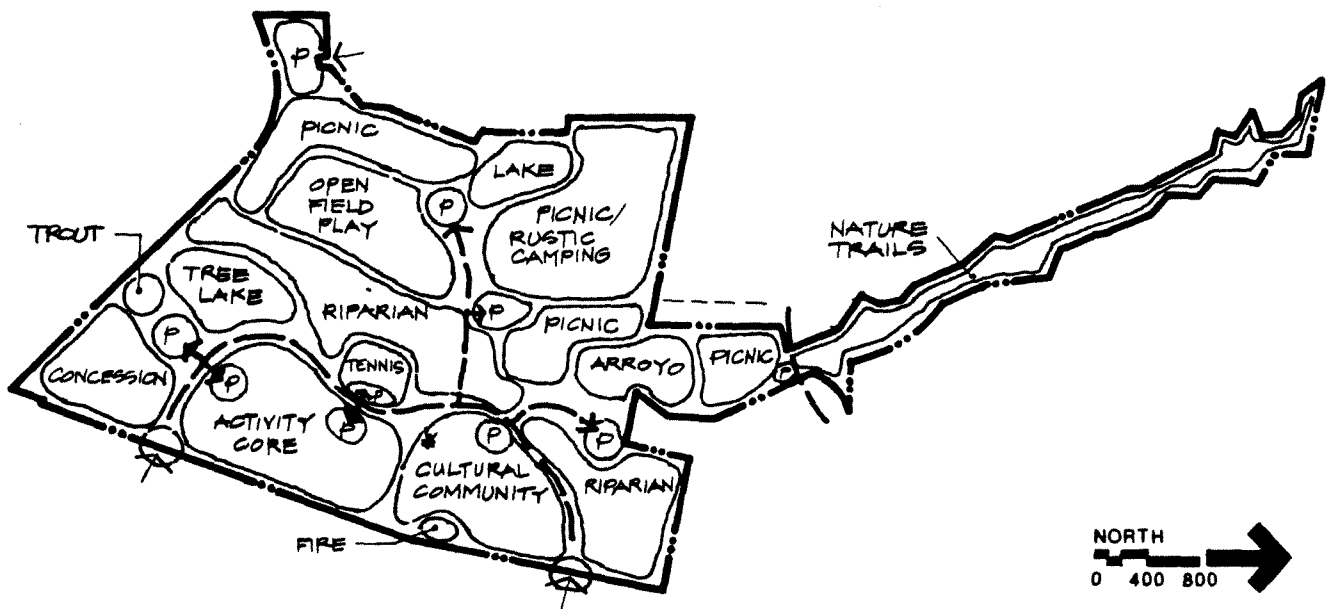 P
PICNIC
LAKE
OPEN
FIELD
PLAY
P
PICNIC/
RUSTIC
CAMPING
TROUT
NATURE
TRAILS
TREE
LAKE
RIPARIAN
P
PICNIC
P
TENNIS
ARROYO
PICNIC
P
CONCESSION
P
P
ACTIVITY
CORE
P
P
P
CULTURAL
COMMUNITY
RIPARIAN
FIRE
NORTH
0 400 800